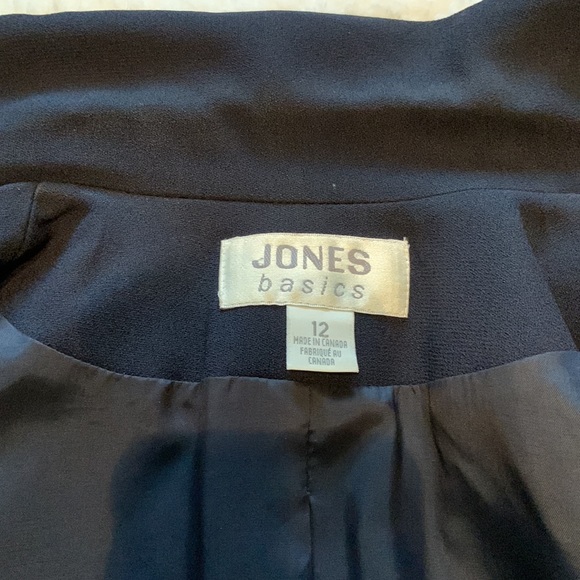 JONES
basics
12
MADE IN CANADA
FABRIQUÉ AU
CANADA